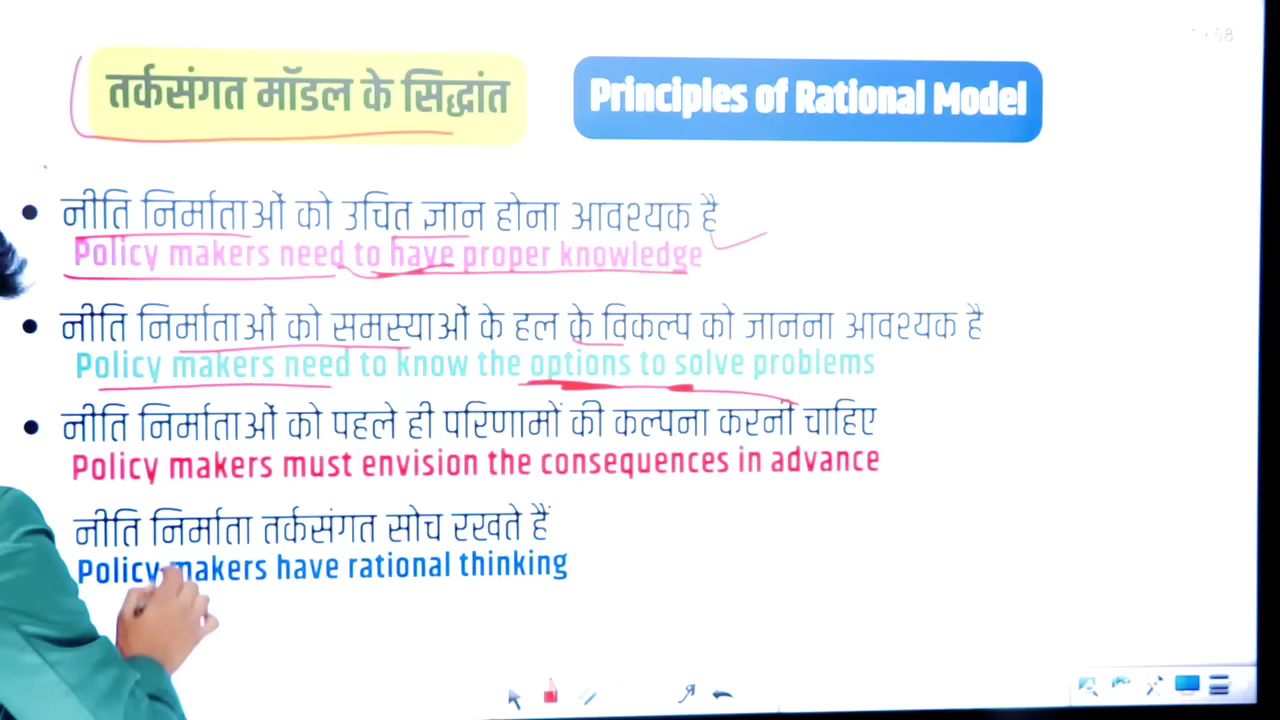 तर्कसंगत मॉडल के सिद्धांत
Principles of Rational Model
नीति निर्माताओं को उचित ज्ञान होना आवश्यक है
Policy makers need to have proper knowledge
नीति निर्माताओं को समस्याओं के हल के विकल्प को जानना आवश्यक है
Policy makers need to know the options to solve problems
नीति निर्माताओं को पहले ही परिणामों की कल्पना करनी चाहिए
Policy makers must envision the consequences in advance
नीति निर्माता तर्कसंगत सोच रखते हैं
Policy makers have rational thinking